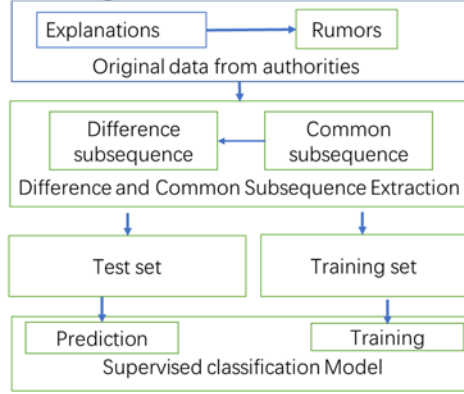 Explanations Rumors
Original data from authorities
Difference Common
subsequence subsequence
Difference and Common Subsequence Extraction
Test set Training set
Prediction Training
Supervised classification Model